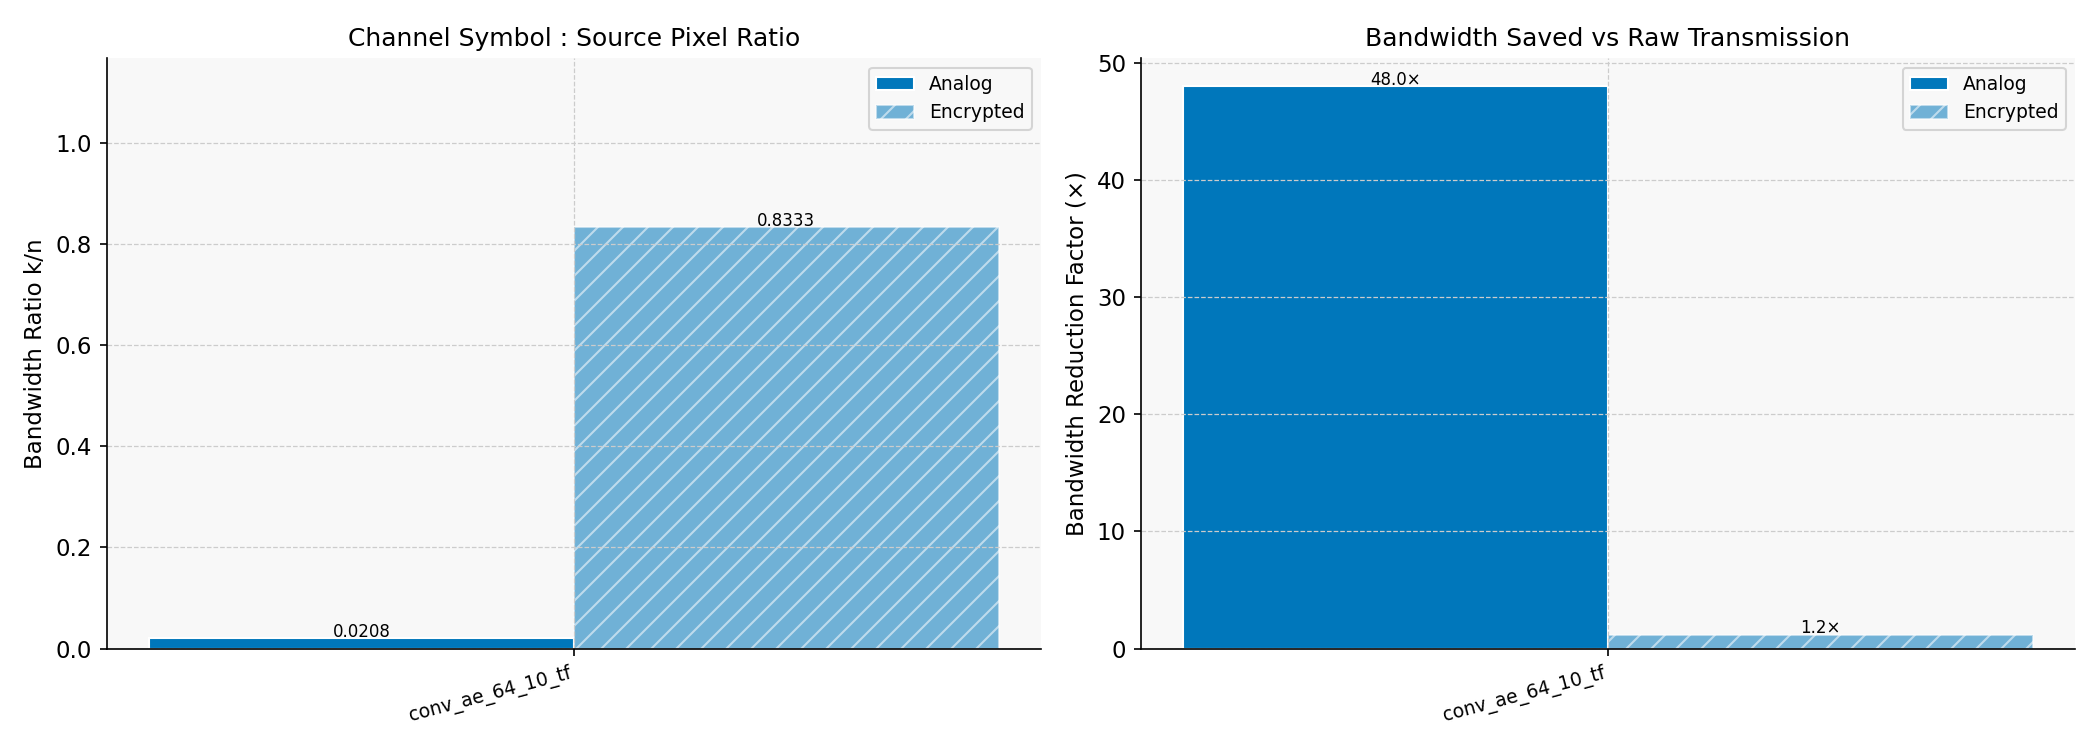 Channel Symbol : Source Pixel Ratio
Bandwidth Ratio k/n
1.0
0.8
0.6
0.4
0.2
0.0
Analog
Encrypted
0.0208
0.8333
conv_ae_64_10_tf
Bandwidth Saved vs Raw Transmission
Bandwidth Reduction Factor (×)
50
40
30
20
10
0
Analog
Encrypted
48.0×
1.2×
conv_ae_64_10_tf